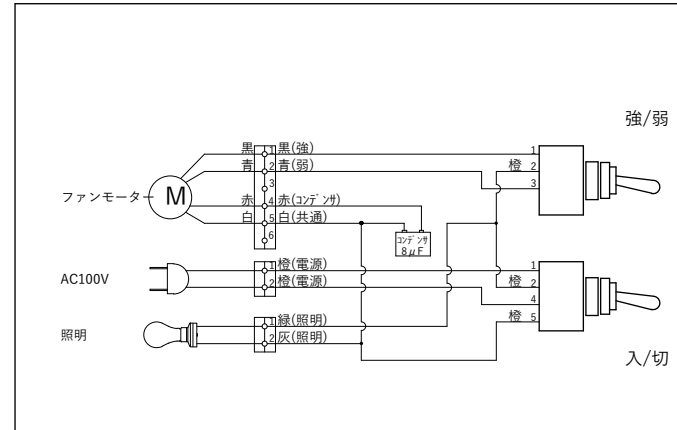 強/弱
黒 1 黒(強) 1
青 2 青(弱) 橙 2
3 3
ファンモーター M 赤 4 赤(コンデンサ)
白 5 白(共通)
6
コンデンサ
8μF
AC100V 1 橙(電源) 1
2 橙(電源) 橙 2
4
照明 1 緑(照明) 橙 5
2 灰(照明)
入/切